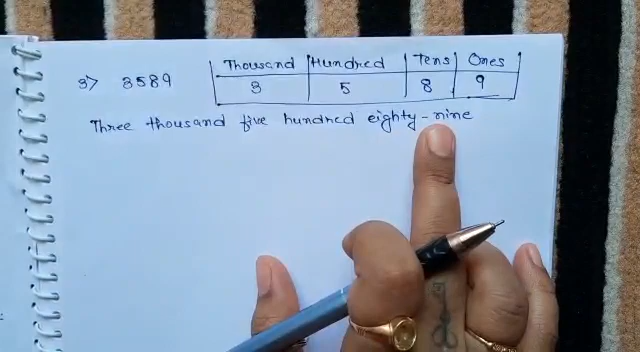 Thousand Hundred Tens Ones
3> 3589 3 5 8 9
Three thousand five hundred eighty-nine